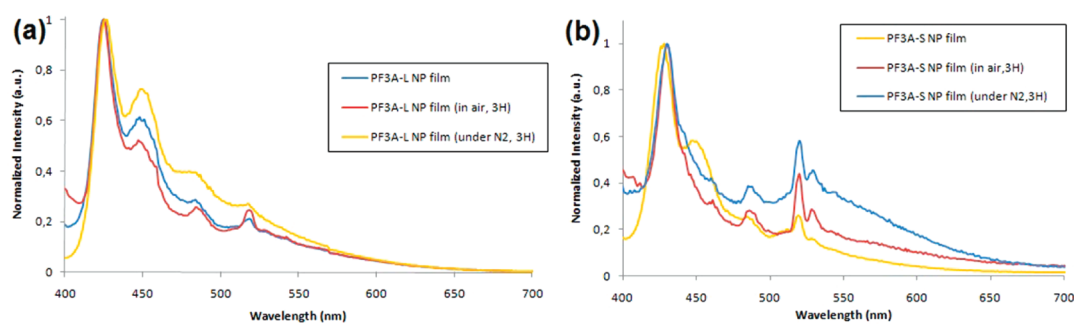 (a)
Normalized Intensity (a.u.)
1
0,8
0,6
0,4
0,2
0
400 450 500 550 600 650 700
Wavelength (nm)
PF3A-L NP film
PF3A-L NP film (in air, 3H)
PF3A-L NP film (under N2, 3H)
(b)
Normalized Intensity (a.u.)
1
0,8
0,6
0,4
0,2
0
400 450 500 550 600 650 700
Wavelength (nm)
PF3A-S NP film
PF3A-S NP film (in air,3H)
PF3A-S NP film (under N2,3H)